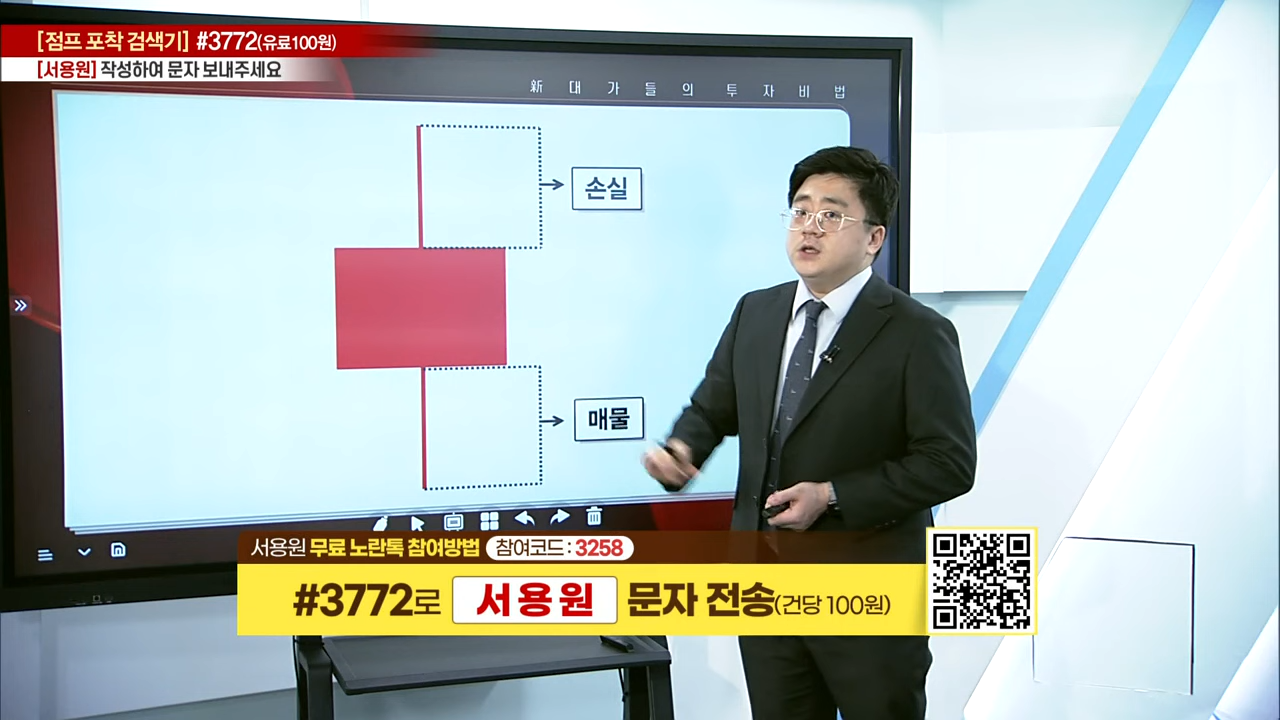 [점프 포착 검색기] #3772(유료100원)
[서용원] 작성하여 문자 보내주세요
新 대 가 들 의 투 자 비 법
손실
매물
서용원 무료 노란톡 참여방법 참여코드 : 3258
#3772로 서용원 문자 전송(건당 100원)